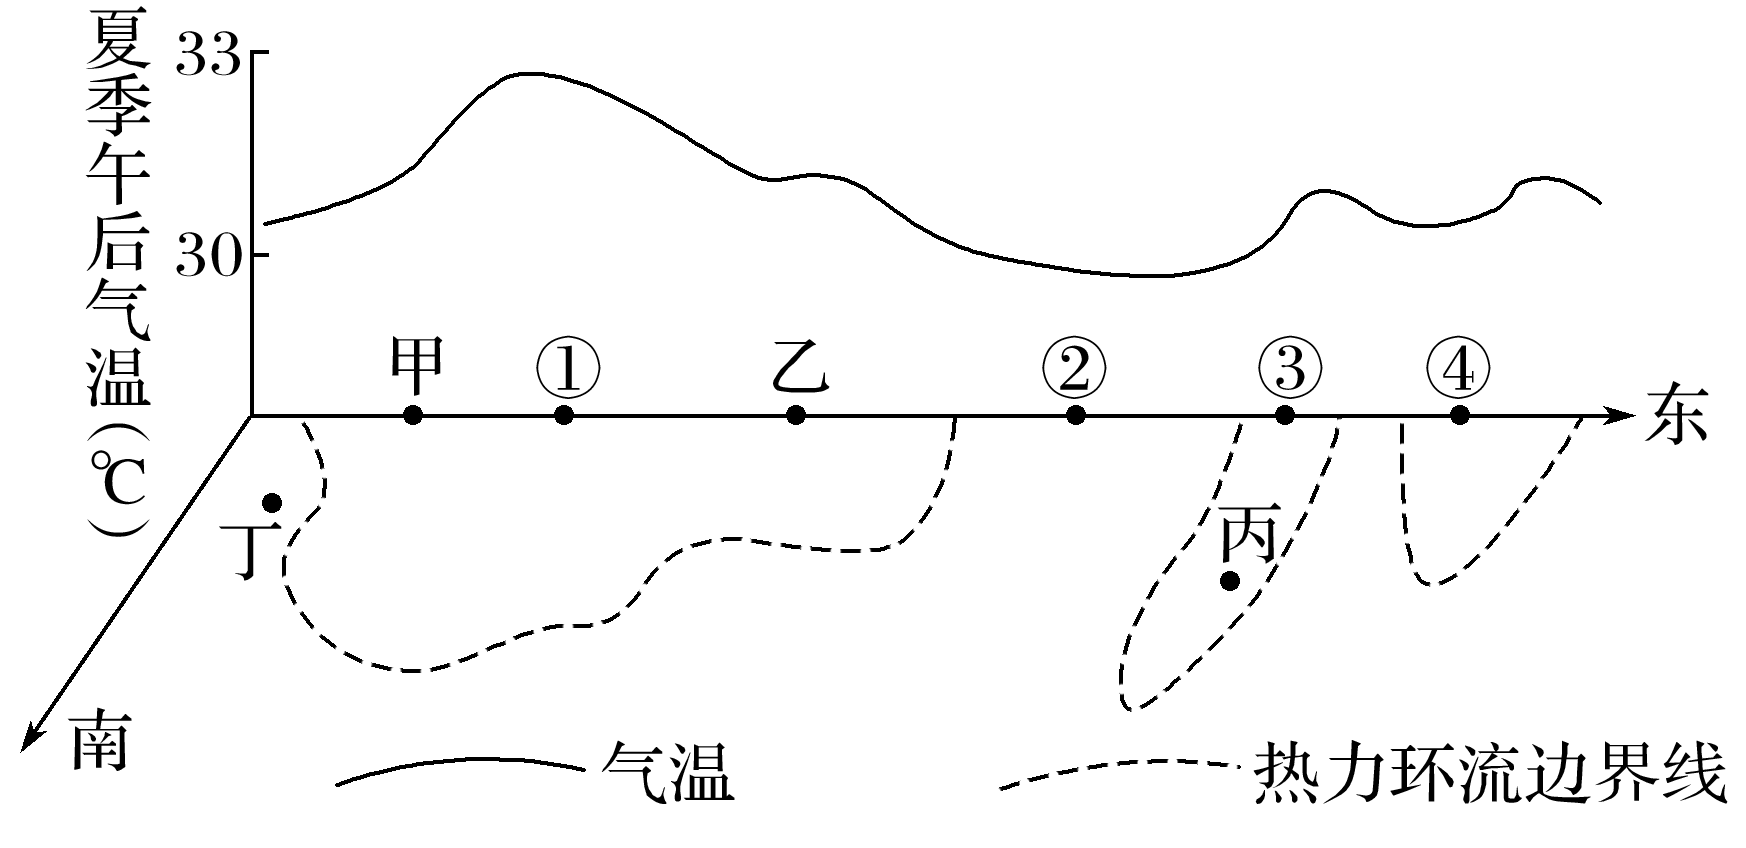 夏季午后气温(℃)
33
30
甲 ① 乙 ② ③ ④
东
丁
丙
南
气温
热力环流边界线